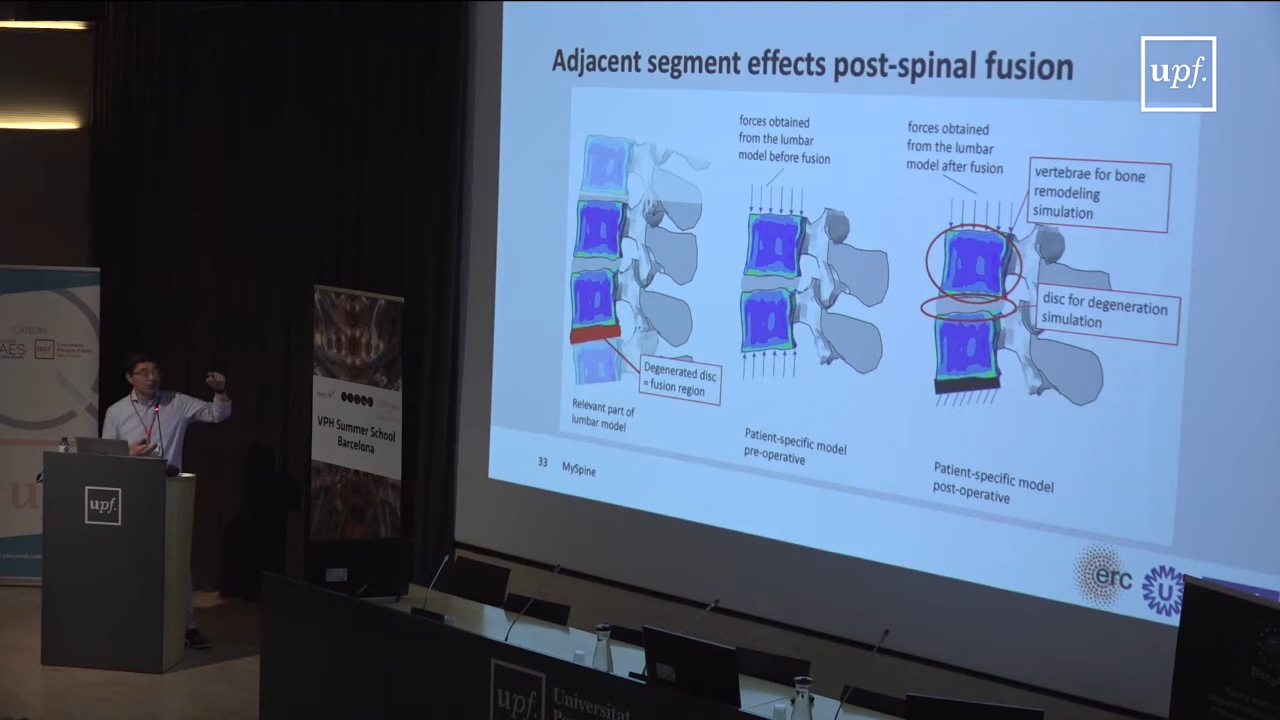 Adjacent segment effects post-spinal fusion
upf.
forces obtained
from the lumbar
model before fusion
forces obtained
from the lumbar
model after fusion
vertebrae for bone
remodeling
simulation
disc for degeneration
simulation
Degenerated disc
= fusion region
Relevant part of
lumbar model
Patient-specific model
pre-operative
Patient-specific model
post-operative
33 MySpine
erc
U
CÀTEDRA
upf.
VPH Summer School
Barcelona
upf.
upf.
Universitat